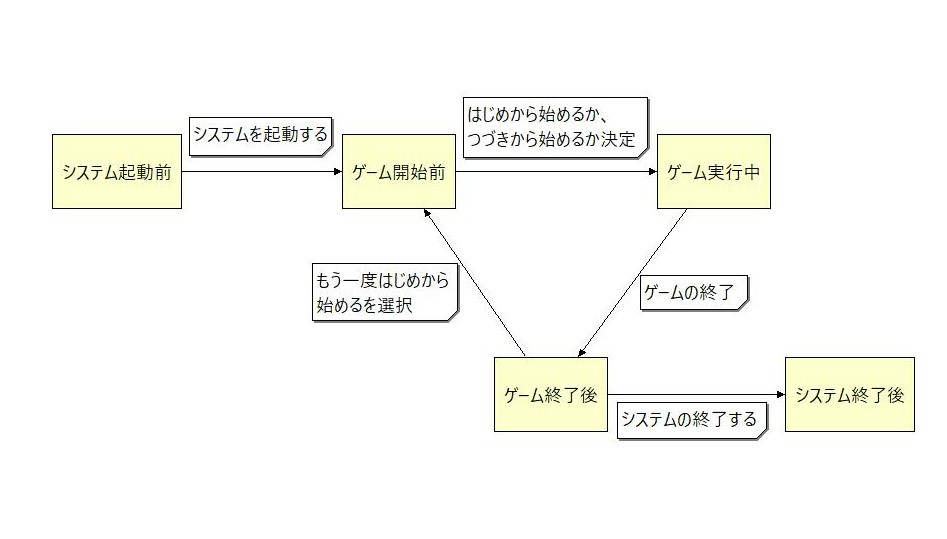 はじめから始めるか、
つづきから始めるか決定
システムを起動する
システム起動前
ゲーム開始前
ゲーム実行中
もう一度はじめから
始めるを選択
ゲームの終了
ゲーム終了後
システム終了後
システムの終了する